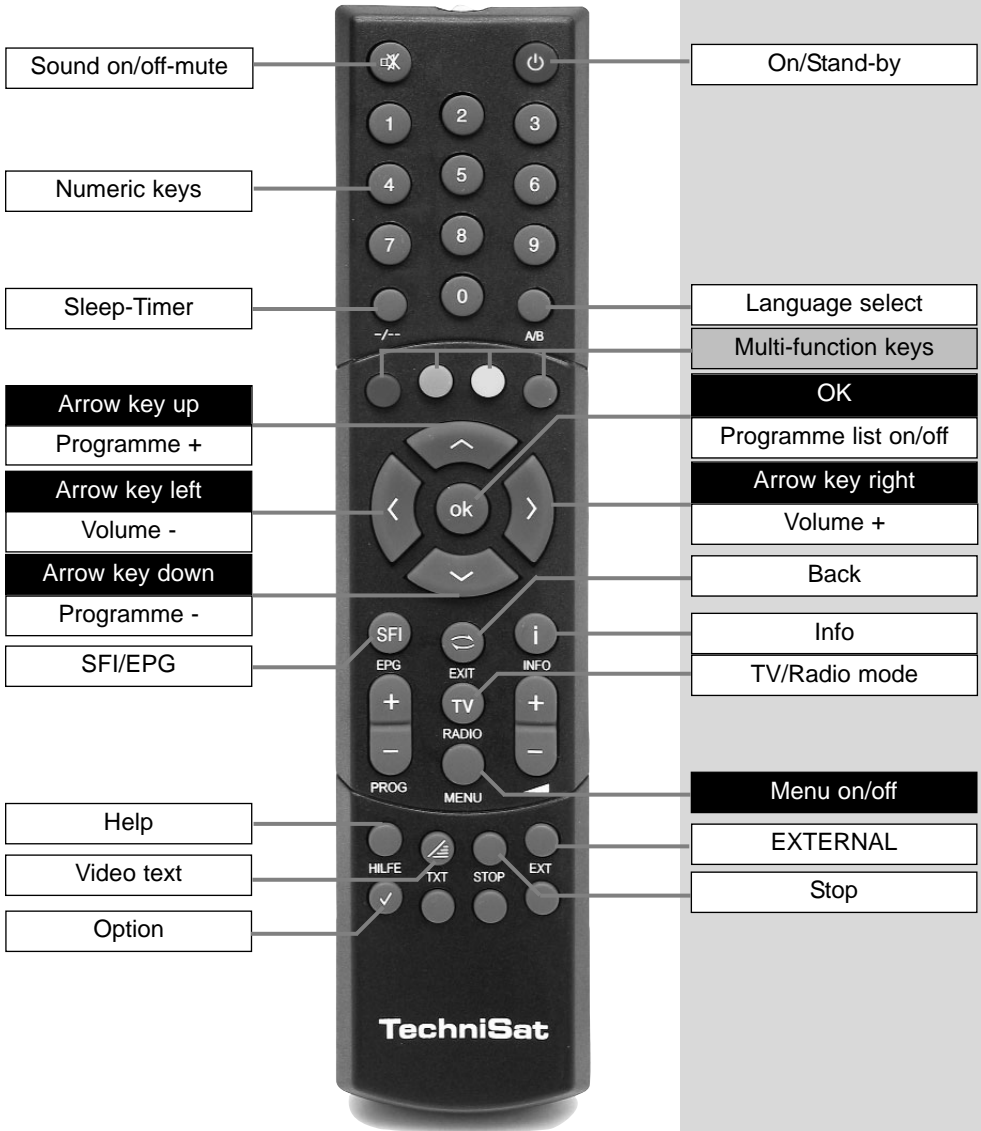 Sound on/off-mute
On/Stand-by
1 2 3
Numeric keys
4 5 6
7 8 9
Sleep-Timer
0
Language select
-/--
A/B
Multi-function keys
Arrow key up
OK
Programme +
Programme list on/off
Arrow key left
ok
Arrow key right
Volume -
Volume +
Arrow key down
Back
Programme -
SFI
i
Info
SFI/EPG
EPG
EXIT
INFO
TV/Radio mode
+
TV
+
RADIO
-
-
PROG
MENU
Menu on/off
Help
EXTERNAL
HILFE
TXT
STOP
EXT
Video text
Stop
Option
TechniSat